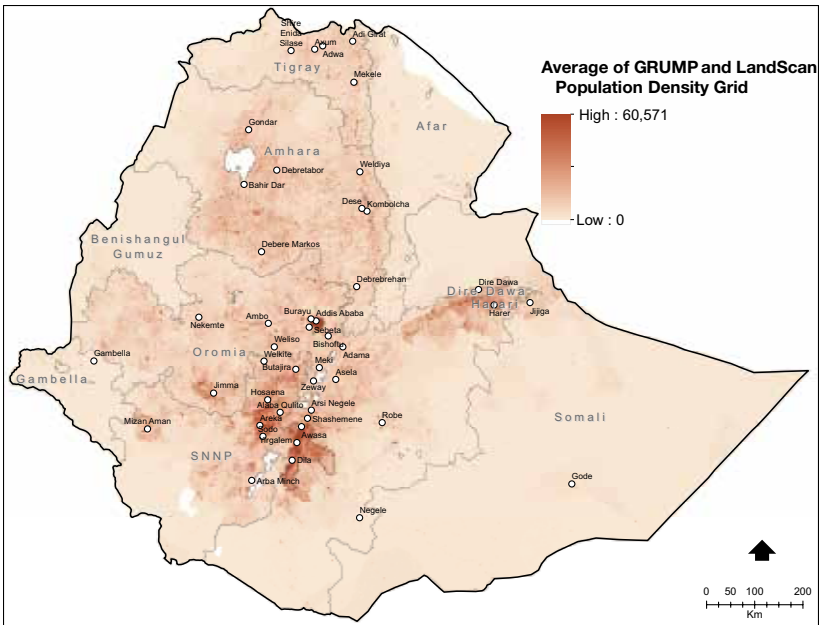 Shire
Enida
Silase
Axum
Adwa
Adi Girat
Tigray
Mekele
Average of GRUMP and LandScan
Population Density Grid
High : 60,571
Low : 0
Gondar
Afar
Amhara
Debretabor
Weldiya
Bahir Dar
Dese
Kombolcha
Benishangul
Gumuz
Debere Markos
Debrebrehan
Dire Dawa
Dire Dawa
Harari
Harer
Jijiga
Nekemte
Ambo
Burayu
Addis Ababa
Sebeta
Bishoftu
Oromia
Weliso
Adama
Gambella
Welkite
Butajira
Meki
Asela
Gambella
Zeway
Jimma
Hosaena
Alaba Qulito
Arsi Negele
Mizan Aman
Areka
Shashemene
Robe
Somali
Sodo
Awasa
Yirgalem
SNNP
Dila
Arba Minch
Gode
Negele
0 50 100 200
Km